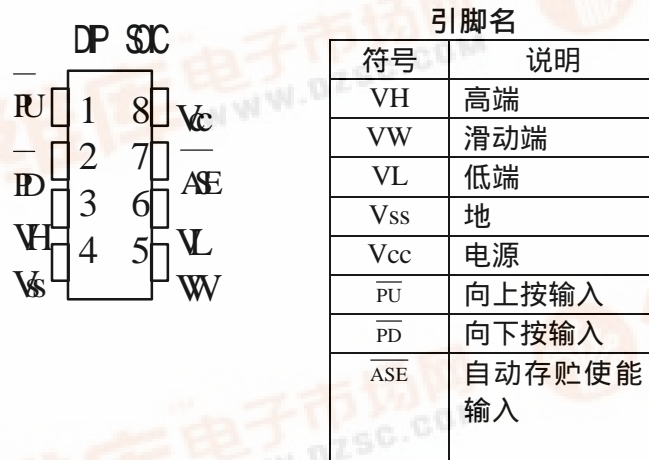 DIP SOIC
PU 1 8 Vcc
PD 2 7 ASE
VH 3 6 VL
Vss 4 5 VW
引脚名
符号 说明
VH 高端
VW 滑动端
VL 低端
Vss 地
Vcc 电源
PU 向上按输入
PD 向下按输入
ASE 自动存贮使能
输入
WWW.DZSC.COM